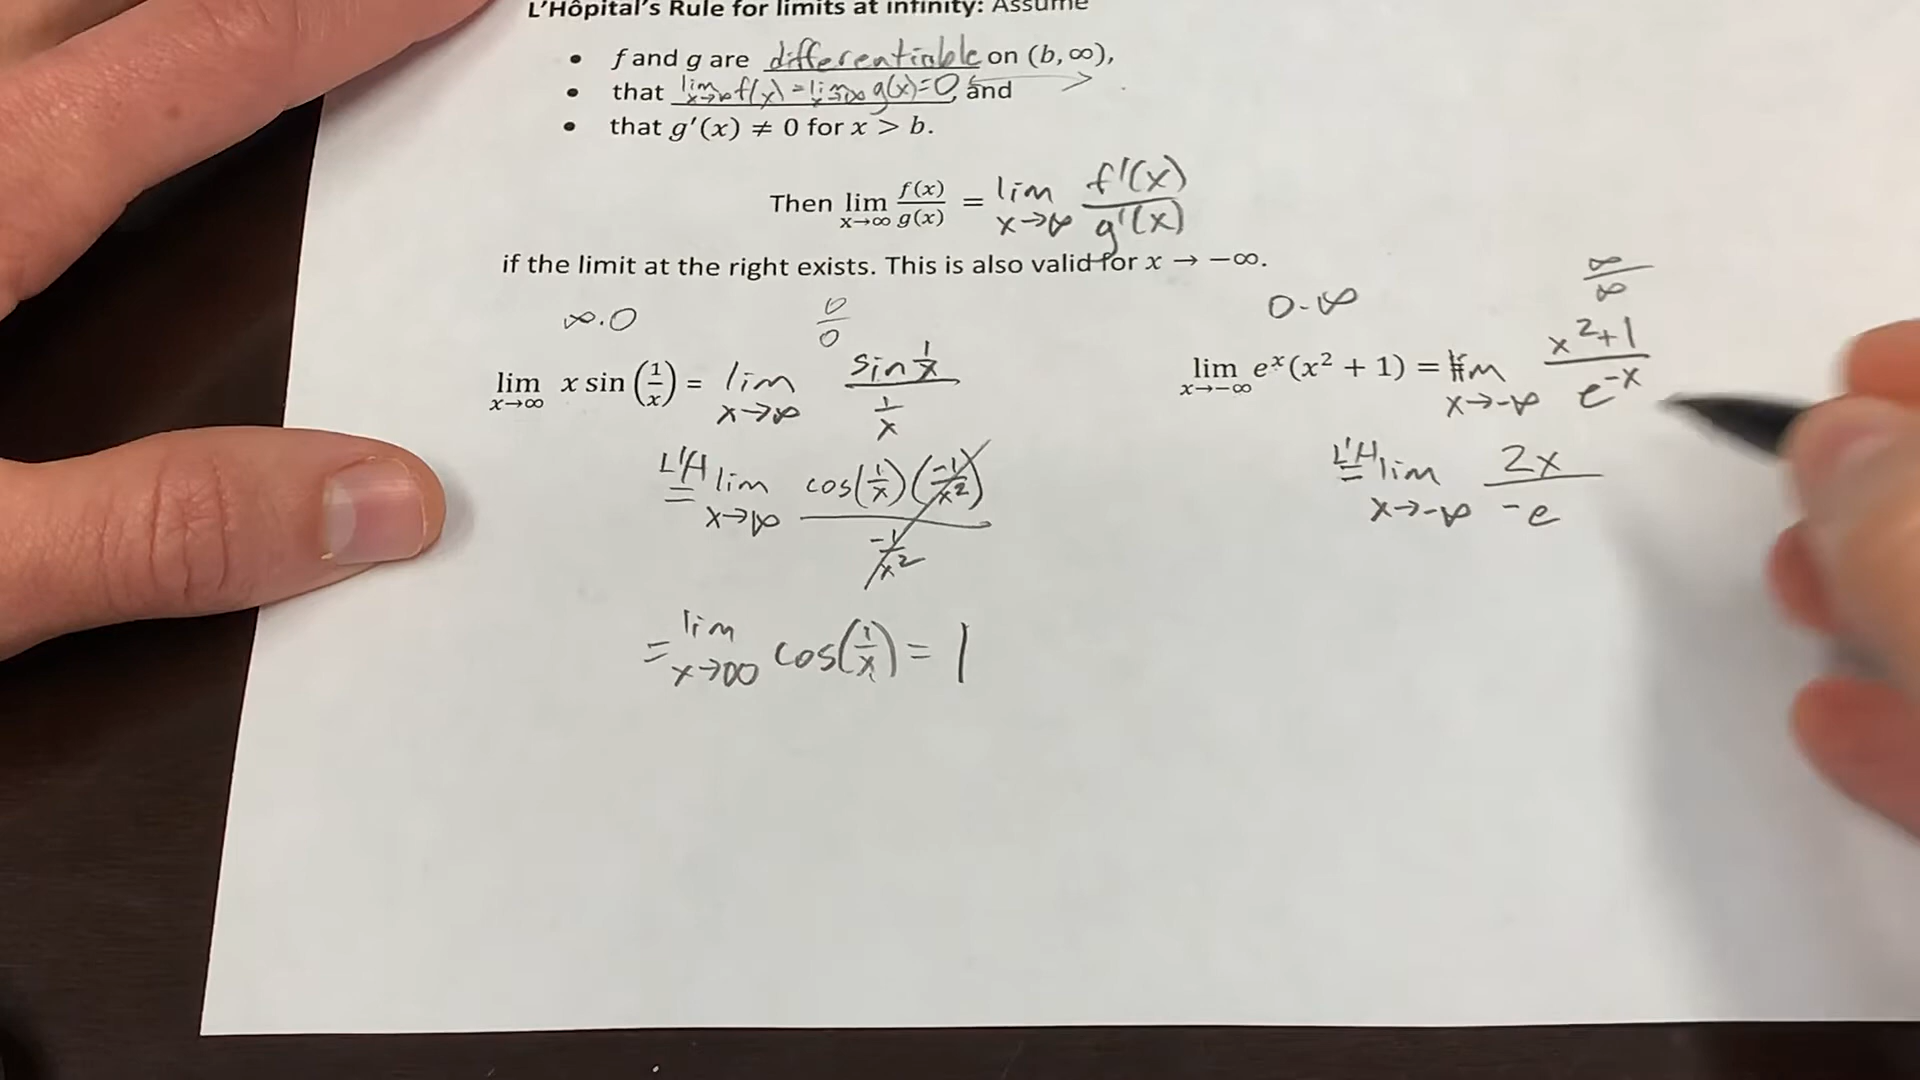 L'Hôpital's Rule for limits at infinity: Assume
• f and g are differentiable on (b, ∞),
• that lim x→∞ f(x) = lim x→∞ g(x) = 0, and
• that g′(x) ≠ 0 for x > b.
Then lim x→∞ f(x)/g(x) = lim x→∞ f'(x)/g'(x)
if the limit at the right exists. This is also valid for x → −∞.
∞·0
0/0
lim x→∞ x sin (1/x) = lim x→∞ sin 1/x / 1/x
L'H = lim x→∞ cos(1/x)(-1/x²) / -1/x²
= lim x→∞ cos(1/x) = 1
0·∞
∞/∞
lim x→−∞ eˣ(x² + 1) = lim x→-∞ x²+1 / e⁻ˣ
L'H = lim x→-∞ 2x / -e